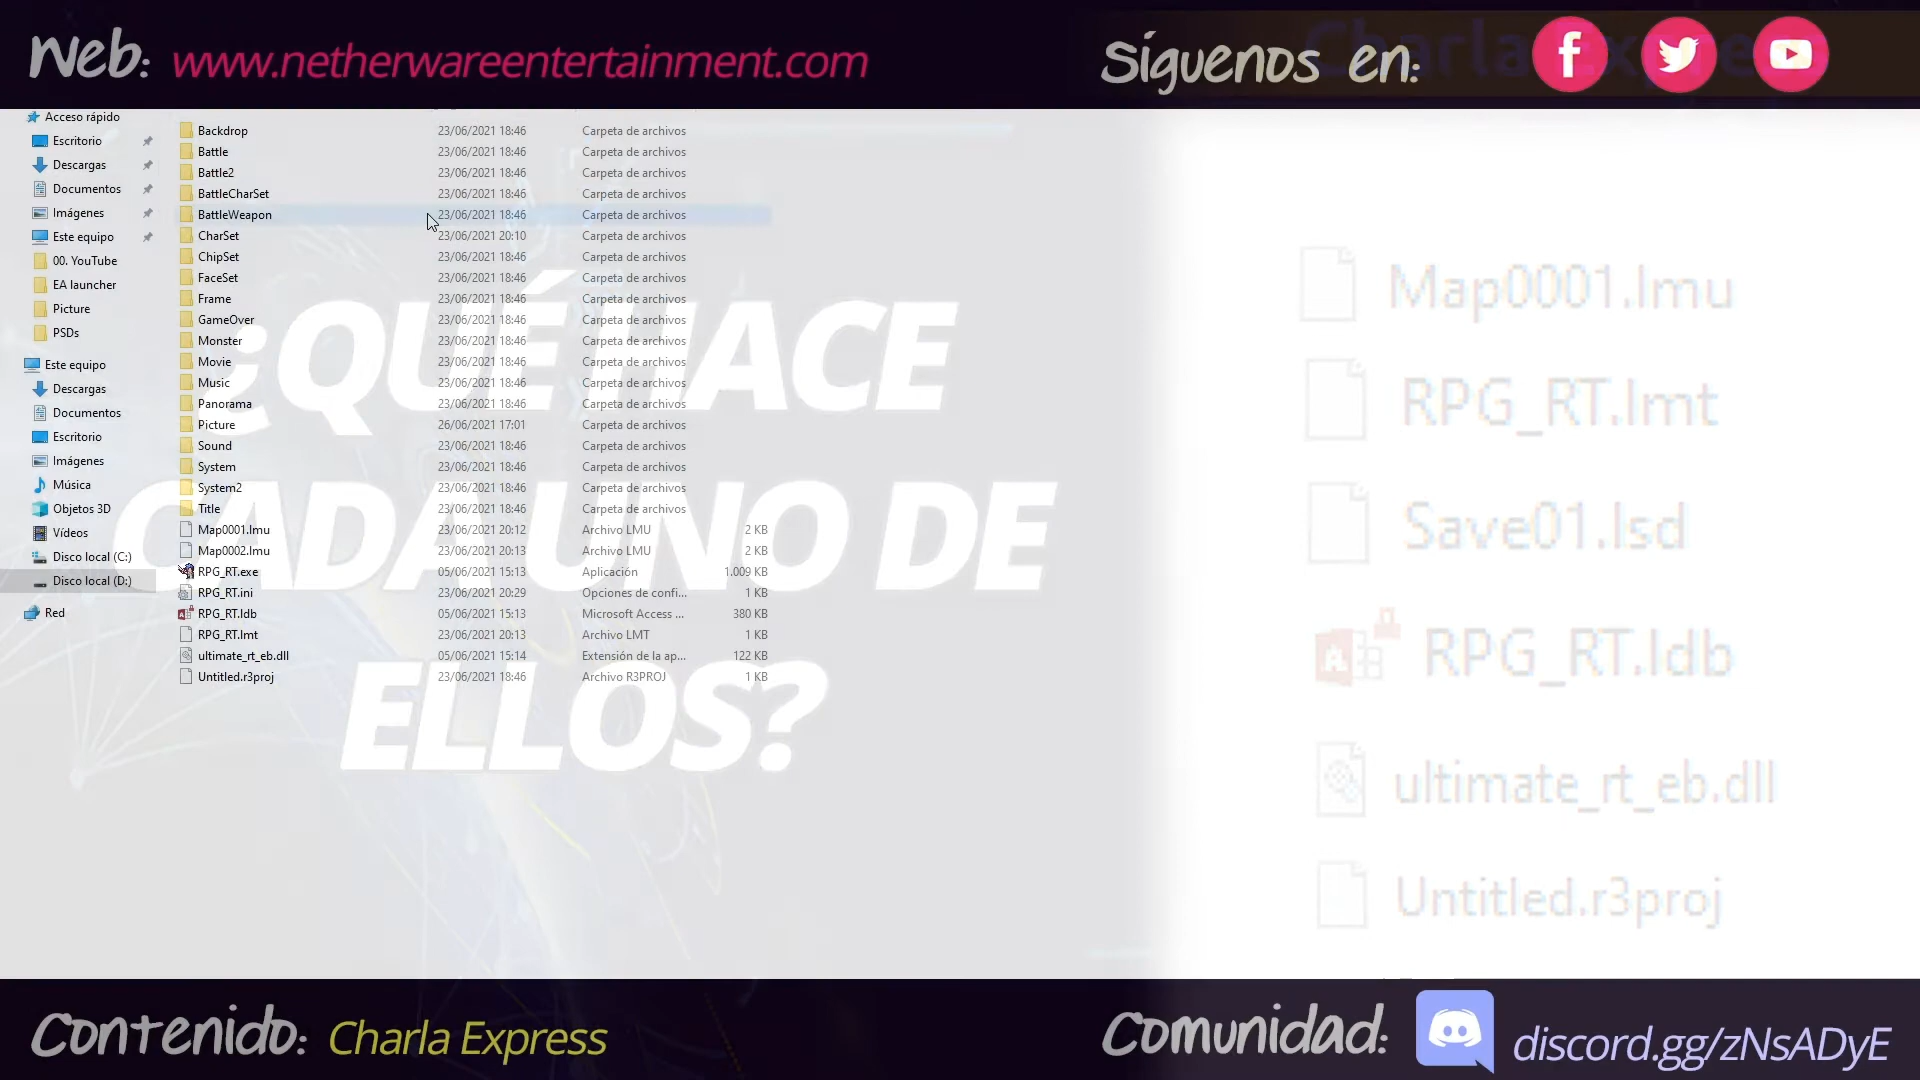 Web: www.netherwareentertainment.com
Síguenos en:
Charla Expre
Acceso rápido
Escritorio
Descargas
Documentos
Imágenes
Este equipo
00. YouTube
EA launcher
Picture
PSDs
Este equipo
Descargas
Documentos
Escritorio
Imágenes
Música
Objetos 3D
Vídeos
Disco local (C:)
Disco local (D:)
Red
Backdrop 23/06/2021 18:46 Carpeta de archivos
Battle 23/06/2021 18:46 Carpeta de archivos
Battle2 23/06/2021 18:46 Carpeta de archivos
BattleCharSet 23/06/2021 18:46 Carpeta de archivos
BattleWeapon 23/06/2021 18:46 Carpeta de archivos
CharSet 23/06/2021 20:10 Carpeta de archivos
ChipSet 23/06/2021 18:46 Carpeta de archivos
FaceSet 23/06/2021 18:46 Carpeta de archivos
Frame 23/06/2021 18:46 Carpeta de archivos
GameOver 23/06/2021 18:46 Carpeta de archivos
Monster 23/06/2021 18:46 Carpeta de archivos
Movie 23/06/2021 18:46 Carpeta de archivos
Music 23/06/2021 18:46 Carpeta de archivos
Panorama 23/06/2021 18:46 Carpeta de archivos
Picture 26/06/2021 17:01 Carpeta de archivos
Sound 23/06/2021 18:46 Carpeta de archivos
System 23/06/2021 18:46 Carpeta de archivos
System2 23/06/2021 18:46 Carpeta de archivos
Title 23/06/2021 18:46 Carpeta de archivos
Map0001.lmu 23/06/2021 20:12 Archivo LMU 2 KB
Map0002.lmu 23/06/2021 20:13 Archivo LMU 2 KB
RPG_RT.exe 05/06/2021 15:13 Aplicación 1.009 KB
RPG_RT.ini 23/06/2021 20:29 Opciones de confi... 1 KB
RPG_RT.ldb 05/06/2021 15:13 Microsoft Access ... 380 KB
RPG_RT.lmt 23/06/2021 20:13 Archivo LMT 1 KB
ultimate_rt_eb.dll 05/06/2021 15:14 Extensión de la ap... 122 KB
Untitled.r3proj 23/06/2021 18:46 Archivo R3PROJ 1 KB
¿QUÉ HACE
CADA UNO DE
ELLOS?
Map0001.lmu
RPG_RT.lmt
Save01.lsd
RPG_RT.ldb
ultimate_rt_eb.dll
Untitled.r3proj
Contenido: Charla Express
Comunidad: discord.gg/zNsADyE